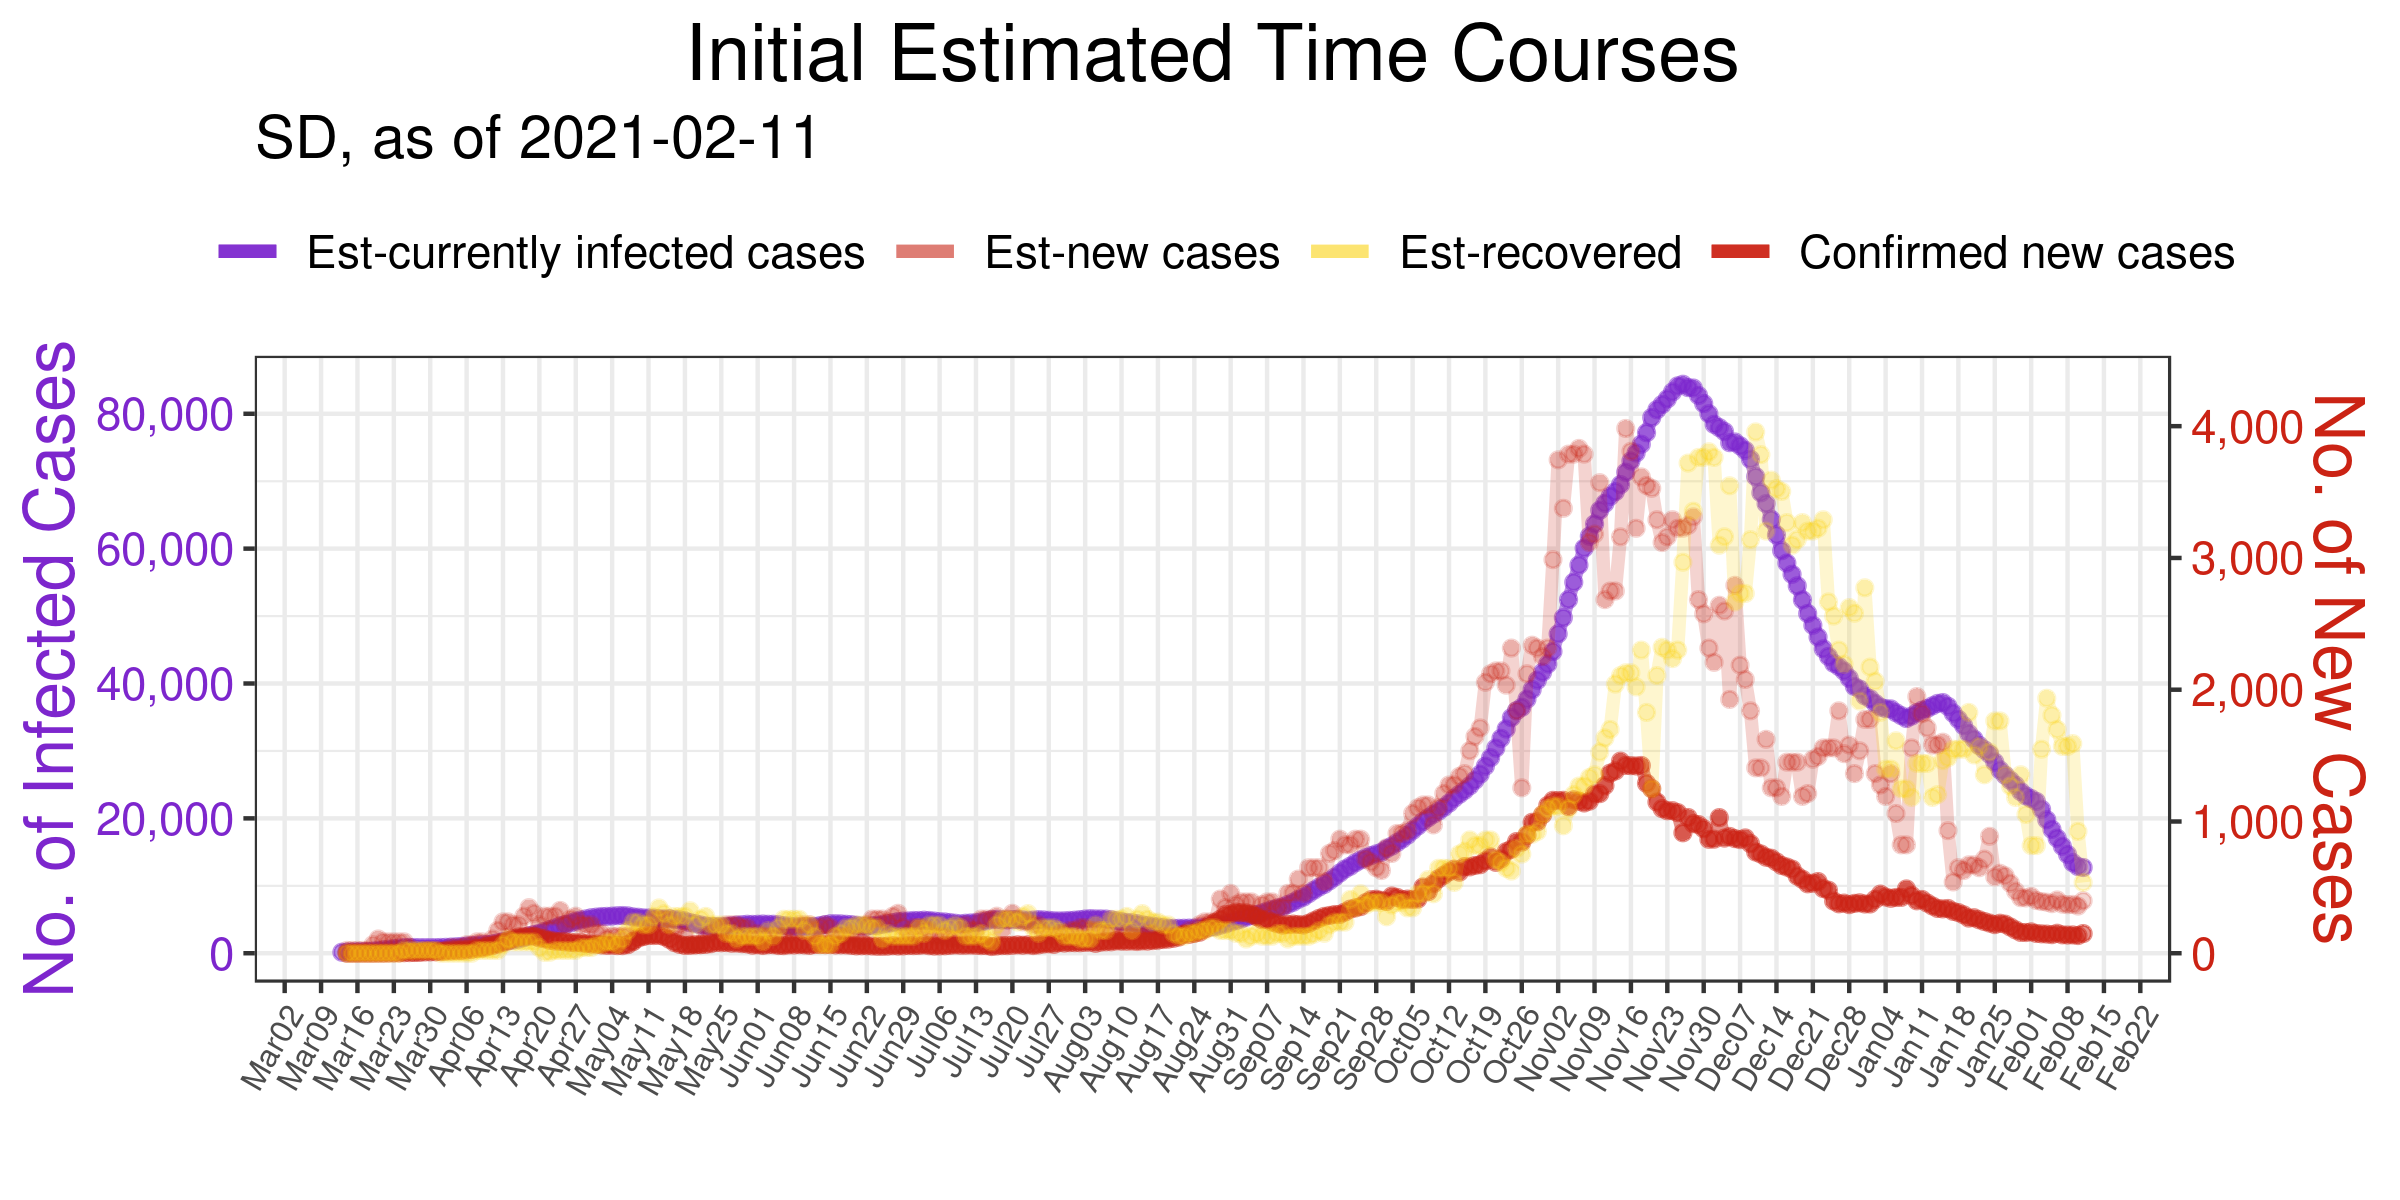 Initial Estimated Time Courses
SD, as of 2021-02-11
Est-currently infected cases Est-new cases Est-recovered Confirmed new cases
No. of Infected Cases
80,000
60,000
40,000
20,000
0
4,000
3,000
2,000
1,000
0
No. of New Cases
Mar02 Mar09 Mar16 Mar23 Mar30 Apr06 Apr13 Apr20 Apr27 May04 May11 May18 May25 Jun01 Jun08 Jun15 Jun22 Jun29 Jul06 Jul13 Jul20 Jul27 Aug03 Aug10 Aug17 Aug24 Aug31 Sep07 Sep14 Sep21 Sep28 Oct05 Oct12 Oct19 Oct26 Nov02 Nov09 Nov16 Nov23 Nov30 Dec07 Dec14 Dec21 Dec28 Jan04 Jan11 Jan18 Jan25 Feb01 Feb08 Feb15 Feb22